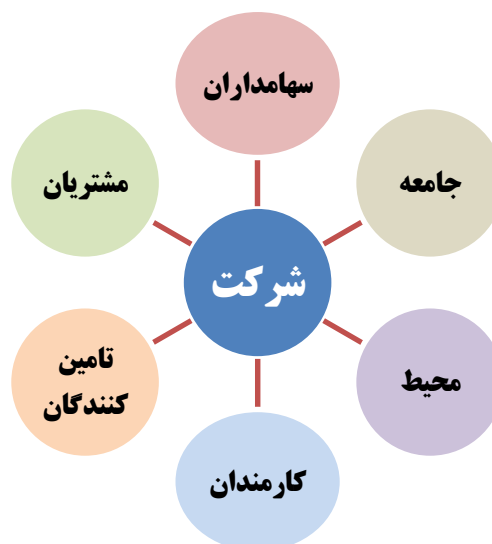 سهامداران
جامعه
مشتریان
شرکت
محیط
تامین
کنندگان
کارمندان